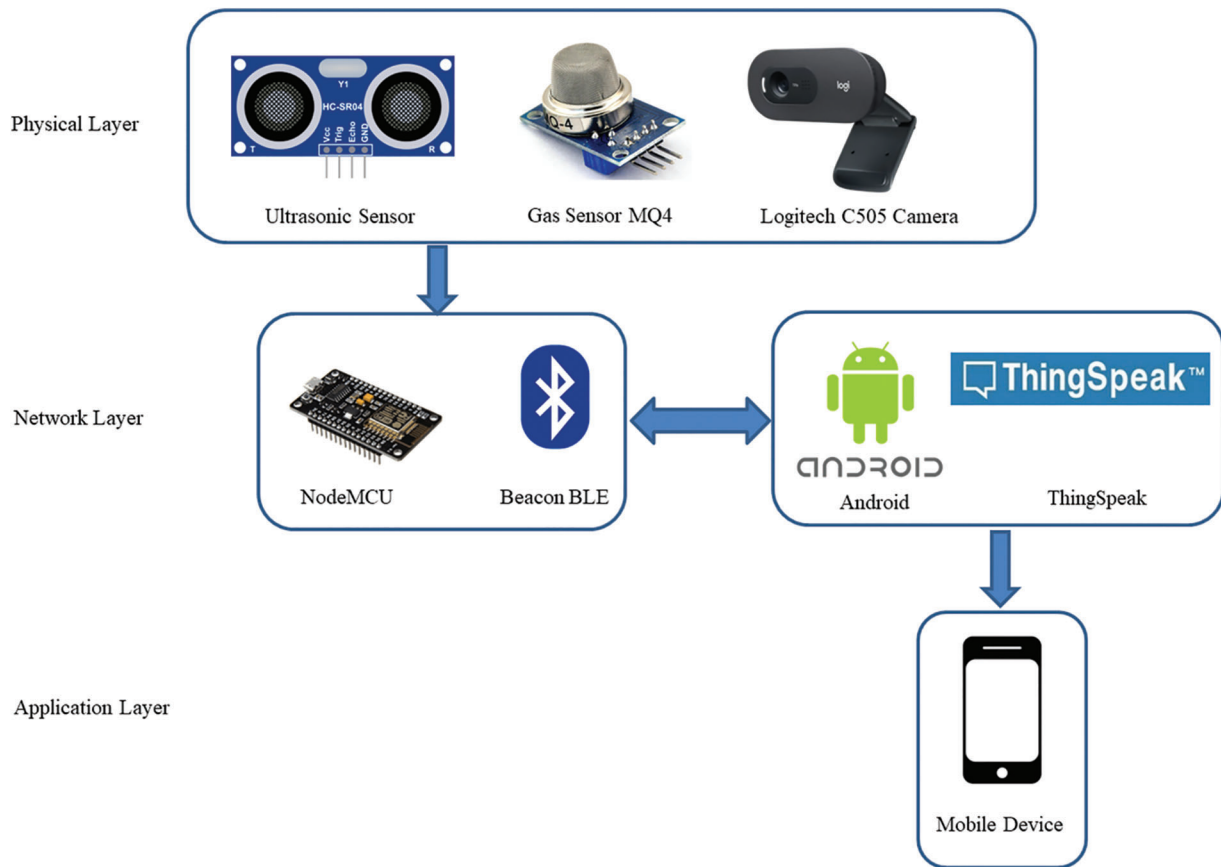 Physical Layer
Y1
HC-SR04
Vcc
Trig
Echo
GND
T
R
MQ-4
logi
Ultrasonic Sensor
Gas Sensor MQ4
Logitech C505 Camera
Network Layer
ThingSpeak™
ANDROID
NodeMCU
Beacon BLE
Android
ThingSpeak
Application Layer
Mobile Device